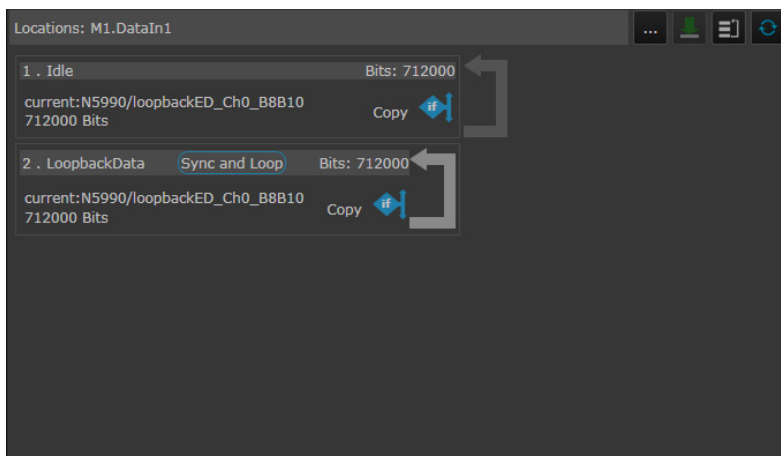 Locations: M1.DataIn1
...
1 . Idle
Bits: 712000
current:N5990/loopbackED_Ch0_B8B10
712000 Bits
Copy
if
2 . LoopbackData
Sync and Loop
Bits: 712000
current:N5990/loopbackED_Ch0_B8B10
712000 Bits
Copy
if